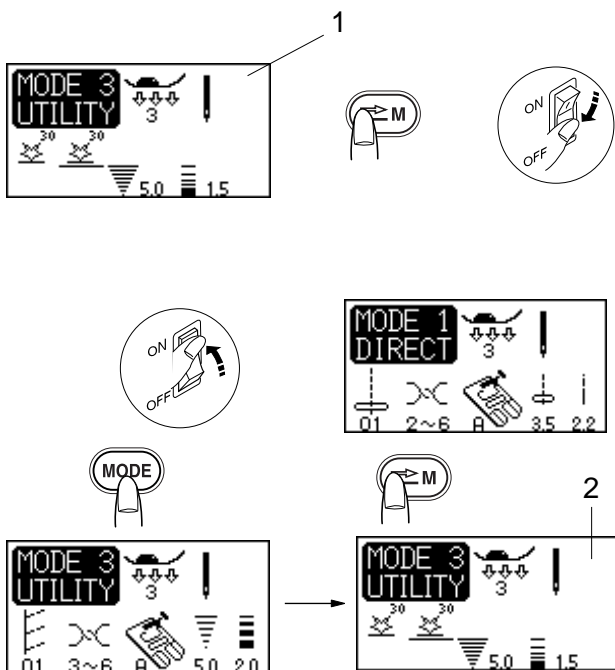 1
MODE 3
UTILITY
3
30 30
5.0 1.5
M
ON
OFF
ON
OFF
MODE 1
DIRECT
3
01 2~6 A 3.5 2.2
MODE
M
2
MODE 3
UTILITY
3
01 3~6 A 5.0 2.0
MODE 3
UTILITY
3
30 30
5.0 1.5